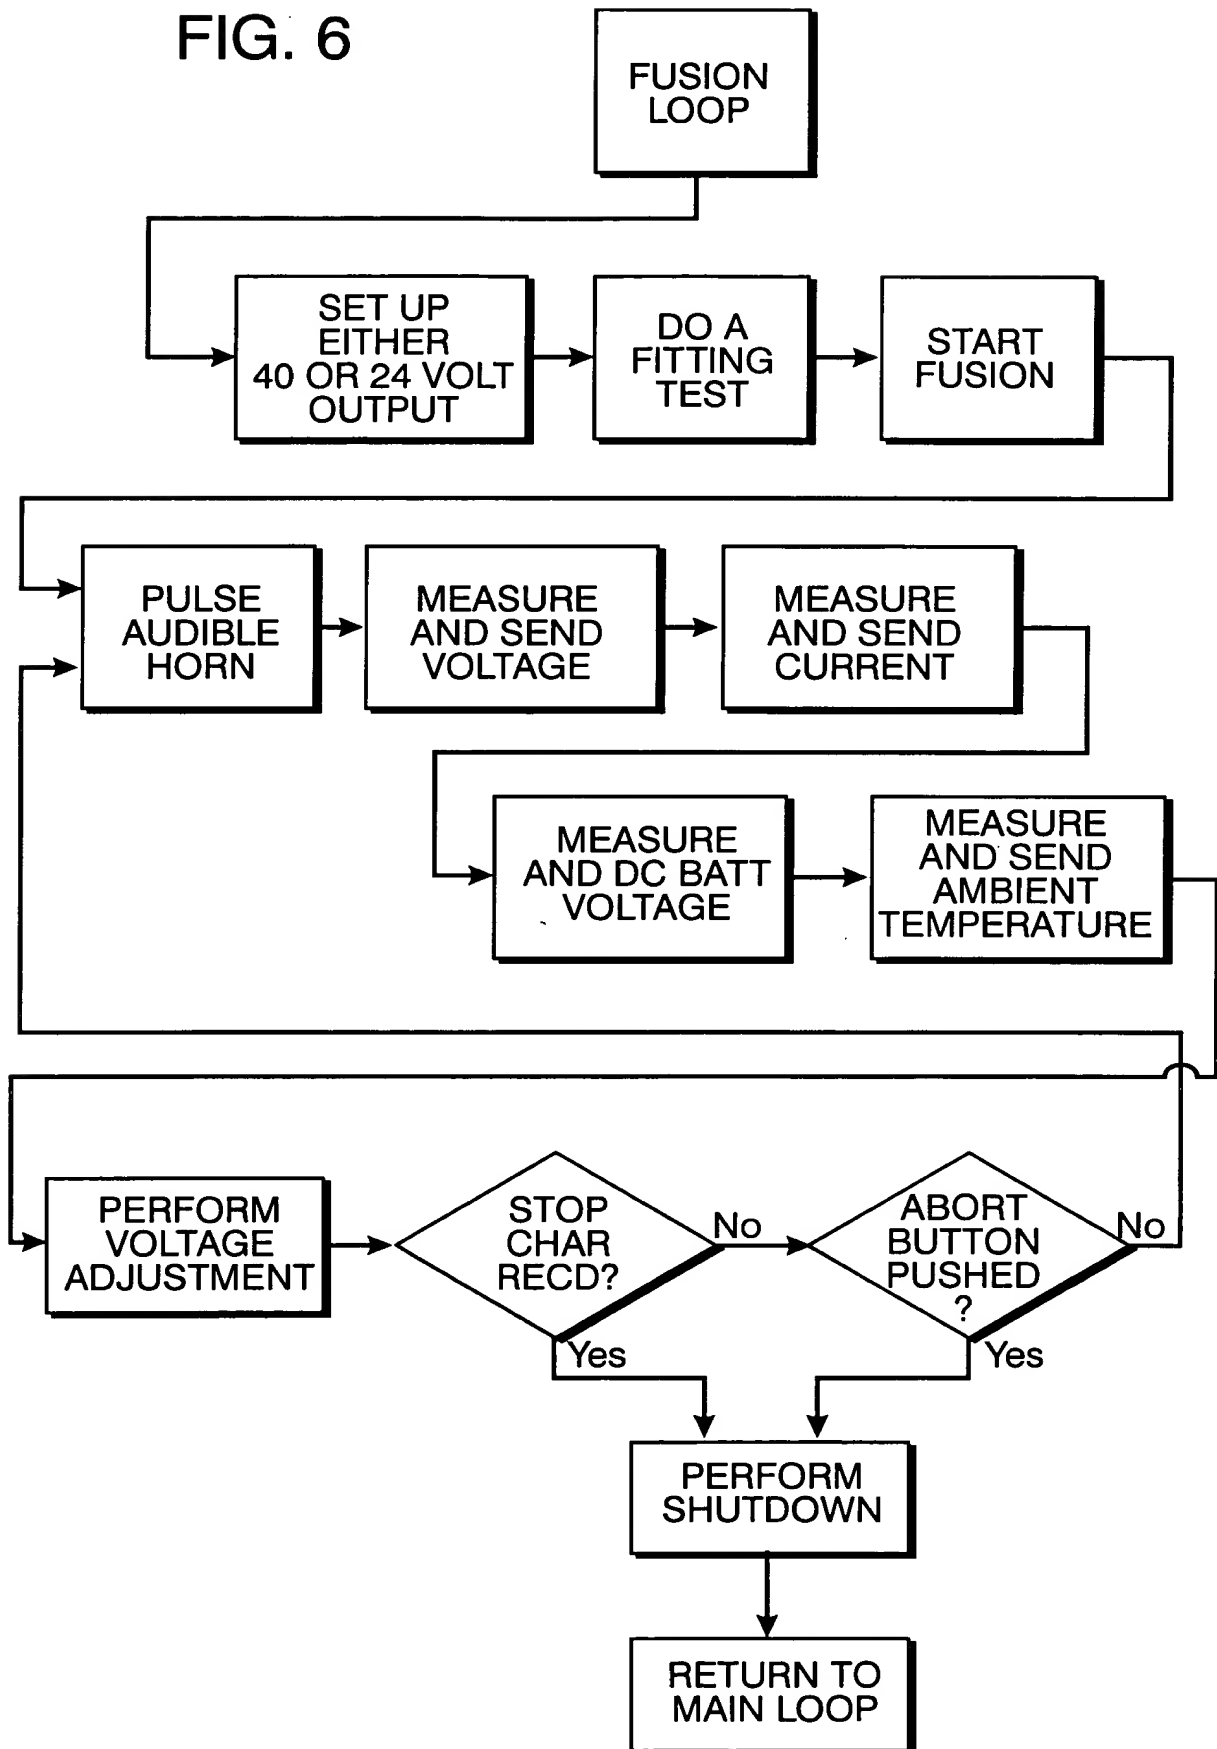 FIG. 6
FUSION
LOOP
SET UP
EITHER
40 OR 24 VOLT
OUTPUT
DO A
FITTING
TEST
START
FUSION
PULSE
AUDIBLE
HORN
MEASURE
AND SEND
VOLTAGE
MEASURE
AND SEND
CURRENT
MEASURE
AND DC BATT
VOLTAGE
MEASURE
AND SEND
AMBIENT
TEMPERATURE
PERFORM
VOLTAGE
ADJUSTMENT
STOP
CHAR
RECD?
No
Yes
ABORT
BUTTON
PUSHED
?
No
Yes
PERFORM
SHUTDOWN
RETURN TO
MAIN LOOP